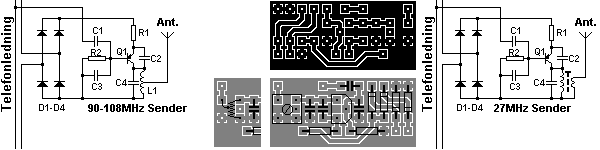 Telefonledning
C1
R2
C3
D1-D4
R1
Q1
C2
C4
L1
Ant.
90-108MHz Sender
Telefonledning
C1
R2
C3
D1-D4
R1
Q1
C2
C4
T1
Ant.
27MHz Sender